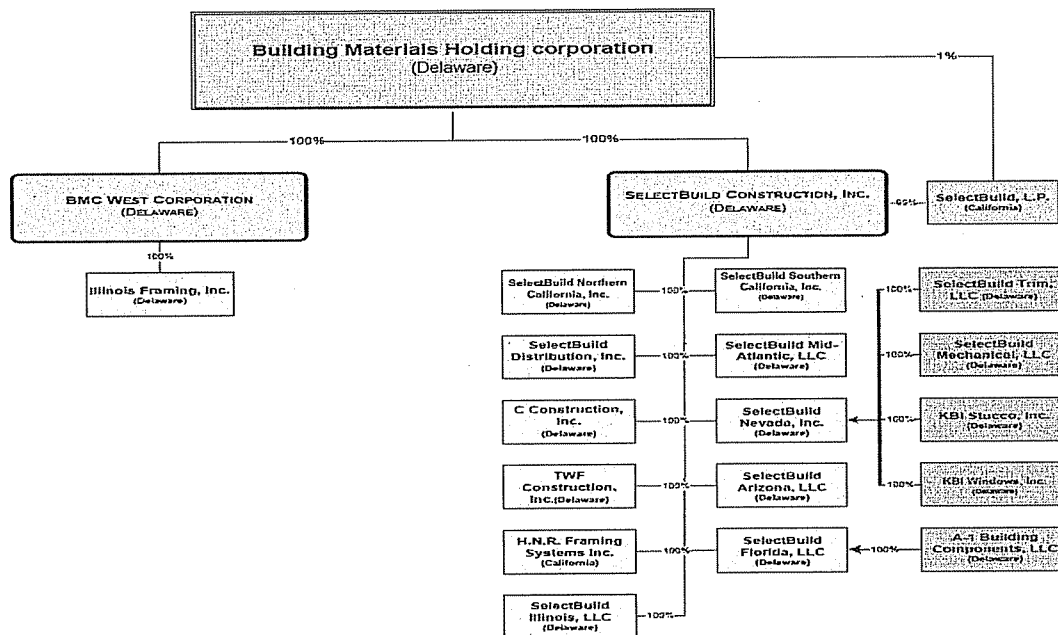 Building Materials Holding corporation
(Delaware)
1%
100%
100%
BMC WEST CORPORATION
(DELAWARE)
SELECTBUILD CONSTRUCTION, INC.
(DELAWARE)
99%
SelectBuild, L.P.
(California)
100%
Illinois Framing, Inc.
(Delaware)
SelectBuild Northern
California, Inc.
(Delaware)
100%
SelectBuild Southern
California, Inc.
(Delaware)
100%
SelectBuild Trim,
LLC (Delaware)
SelectBuild
Distribution, Inc.
(Delaware)
100%
SelectBuild Mid-
Atlantic, LLC
(Delaware)
100%
SelectBuild
Mechanical, LLC
(Delaware)
C Construction,
Inc.
(Delaware)
100%
SelectBuild
Nevada, Inc.
(Delaware)
100%
KBI Stucco, Inc.
(Delaware)
TWF
Construction,
Inc.(Delaware)
100%
SelectBuild
Arizona, LLC
(Delaware)
100%
KBI Windows, Inc.
(Delaware)
H.N.R. Framing
Systems Inc.
(California)
100%
SelectBuild
Florida, LLC
(Delaware)
100%
A-1 Building
Components, LLC
(Delaware)
SelectBuild
Illinois, LLC
(Delaware)
100%